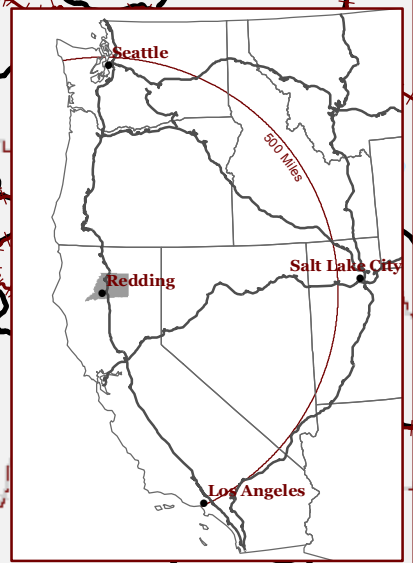 Seattle
500 Miles
Salt Lake City
Redding
Los Angeles